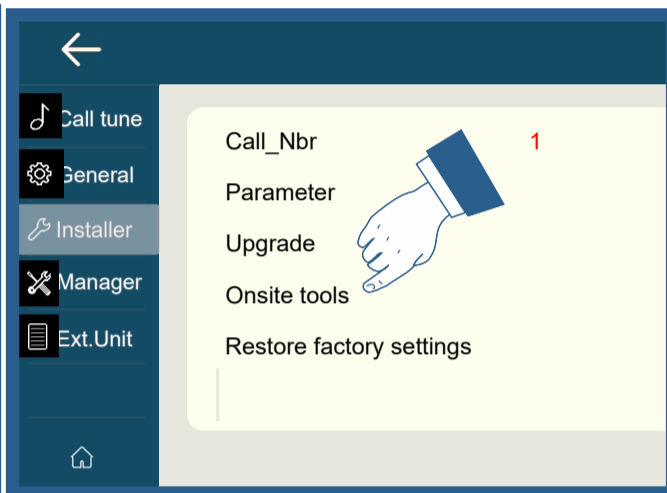 Call tune
General
Installer
Manager
Ext.Unit
Call_Nbr 1
Parameter
Upgrade
Onsite tools
Restore factory settings